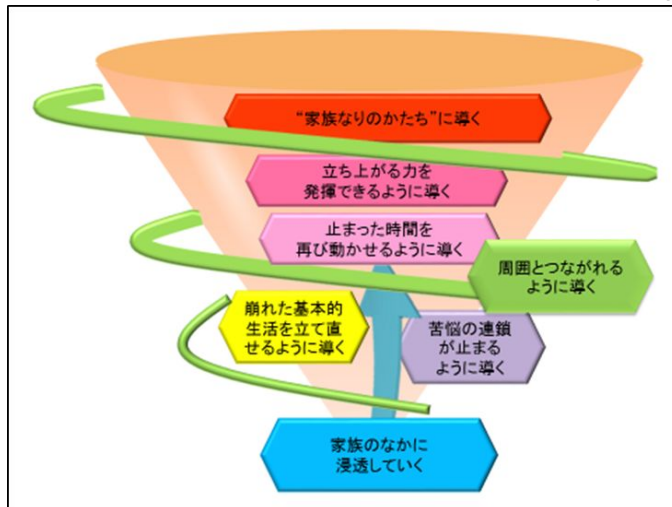 “家族なりのかたち”に導く
立ち上がる力を
発揮できるように導く
止まった時間を
再び動かせるように導く
周囲とつながれる
ように導く
崩れた基本的
生活を立て直
せるように導く
苦悩の連鎖
が止まる
ように導く
家族のなかに
浸透していく